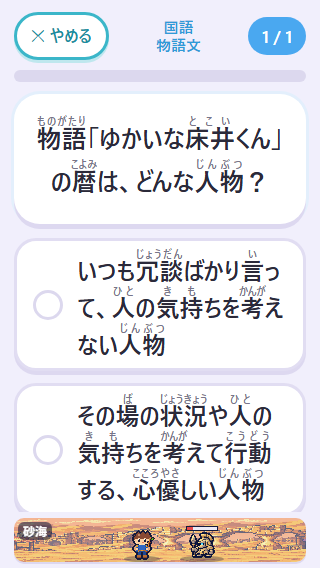 × やめる
国語
物語文
1 / 1
ものがたり とこい
物語「ゆかいな床井くん」
こよみ じんぶつ
の暦は、どんな人物？
じょうだん い
いつも冗談ばかり言っ
ひと き も かんが
て、人の気持ちを考え
じんぶつ
ない人物
ば じょうきょう ひと
その場の状況や人の
き も かんが こうどう
気持ちを考えて行動
こころやさ じんぶつ
する、心優しい人物
砂海